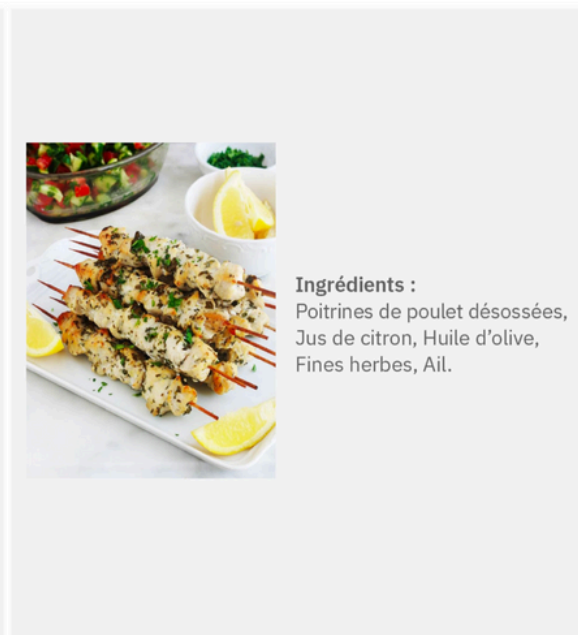 Ingrédients :
Poitrines de poulet désossées,
Jus de citron, Huile d’olive,
Fines herbes, Ail.